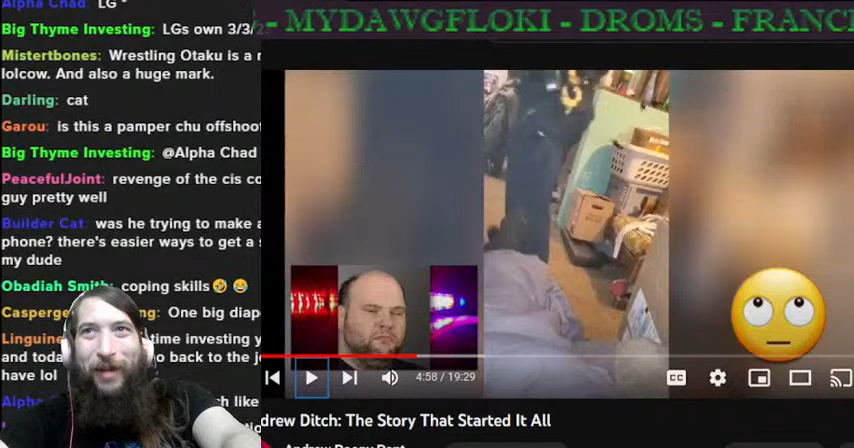 Alpha Chad: LG
- MYDAWGFLOKI - DROMS - FRANC
Big Thyme Investing: LGs own 3/3/
Mistertbones: Wrestling Otaku is a
lolcow. And also a huge mark.
Darling: cat
Garou: is this a pamper chu offshoo
Big Thyme Investing: @Alpha Chad
PeacefulJoint: revenge of the cis
guy pretty well
Builder Cat: was he trying to make
phone? there's easier ways to get a
my dude
Obadiah Smith: coping skills🤣 😂
One big
time investing
and
back to the
have lol
like
4:58 / 19:29
CC
drew Ditch: The Story That Started It All